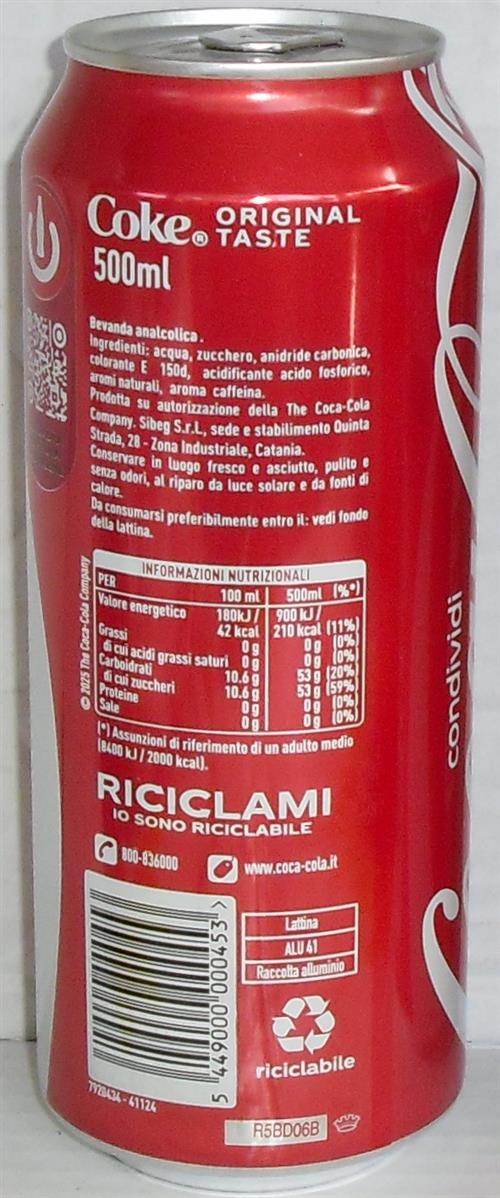 Coke® ORIGINAL TASTE
500ml
Bevanda analcolica.
Ingredienti: acqua, zucchero, anidride carbonica,
colorante E 150d, acidificante acido fosforico,
aromi naturali, aroma caffeina.
Prodotta su autorizzazione della The Coca-Cola
Company. Sibeg S.r.L, sede e stabilimento Quinta
Strada, 28 - Zona Industriale, Catania.
Conservare in luogo fresco e asciutto, pulito e
senza odori, al riparo da luce solare e da fonti di
calore.
Da consumarsi preferibilmente entro il: vedi fondo
della lattina.
© 2025 The Coca-Cola Company
INFORMAZIONI NUTRIZIONALI
PER 100 ml 500ml (%*)
Valore energetico 180kJ/ 900 kJ/
42 kcal 210 kcal (11%)
Grassi 0 g 0 g (0%)
di cui acidi grassi saturi 0 g 0 g (0%)
Carboidrati 10.6 g 53 g (20%)
di cui zuccheri 10.6 g 53 g (59%)
Proteine 0 g 0 g (0%)
Sale 0 g 0 g (0%)
(*) Assunzioni di riferimento di un adulto medio
(8400 kJ / 2000 kcal).
RICICLAMI
IO SONO RICICLABILE
800-836000
www.coca-cola.it
5 449000 000453 >
Lattina
ALU 41
Raccolta alluminio
riciclabile
7920434 - 41124
R5BD06B
condividi